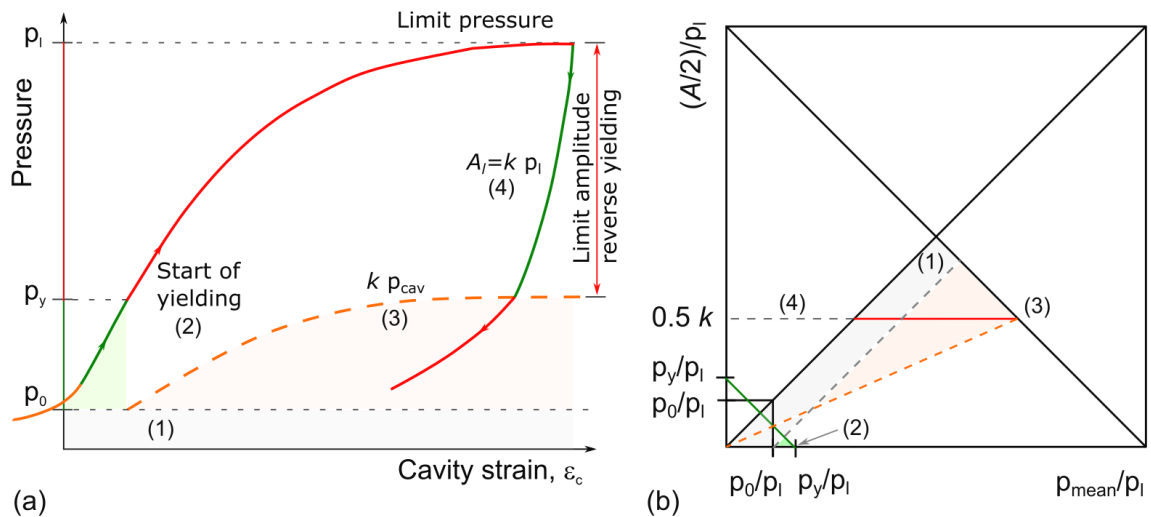 Limit pressure
p_l
Pressure
A_l=k p_l
(4)
Limit amplitude
reverse yielding
Start of
yielding
(2)
p_y
k p_cav
(3)
p_0
(1)
Cavity strain, ε_c
(a)
(A/2)/p_l
(1)
(4)
(3)
0.5 k
p_y/p_l
p_0/p_l
(2)
p_0/p_l
p_y/p_l
p_mean/p_l
(b)